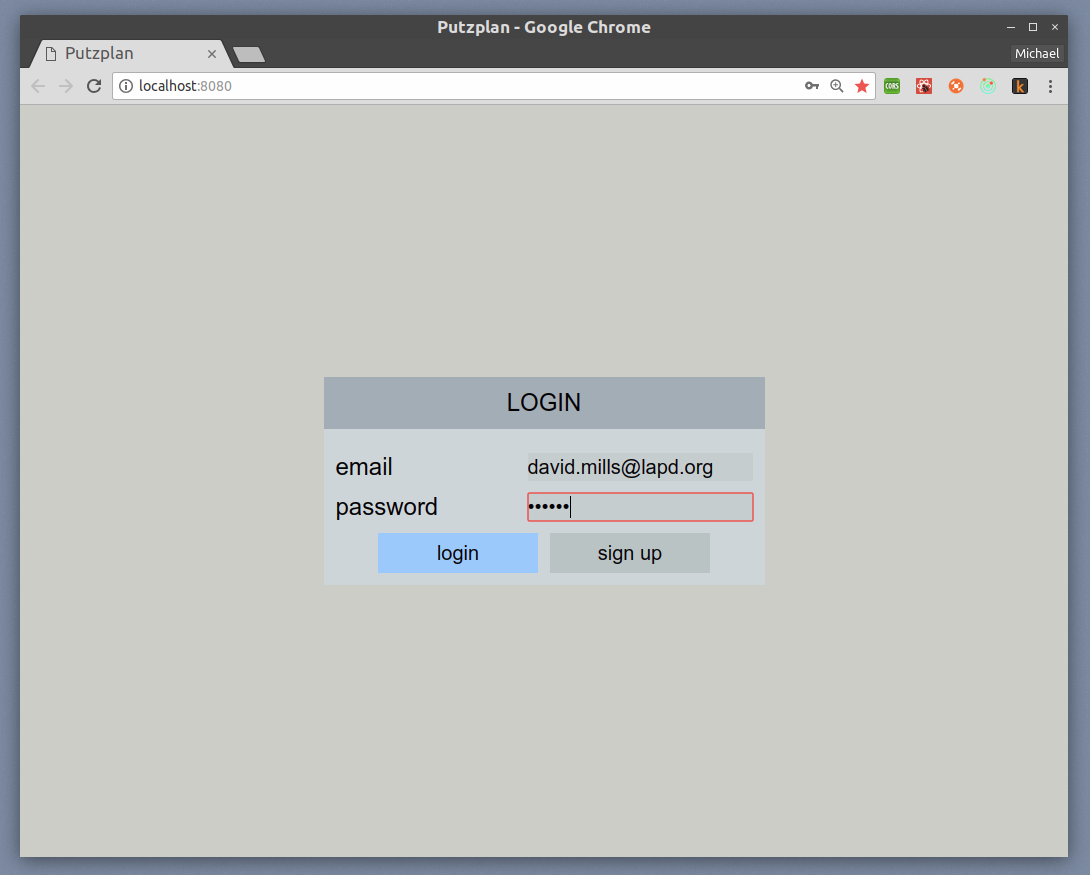 Putzplan - Google Chrome
Putzplan
Michael
localhost:8080
CORS
k
LOGIN
email david.mills@lapd.org
password ••••••
login sign up